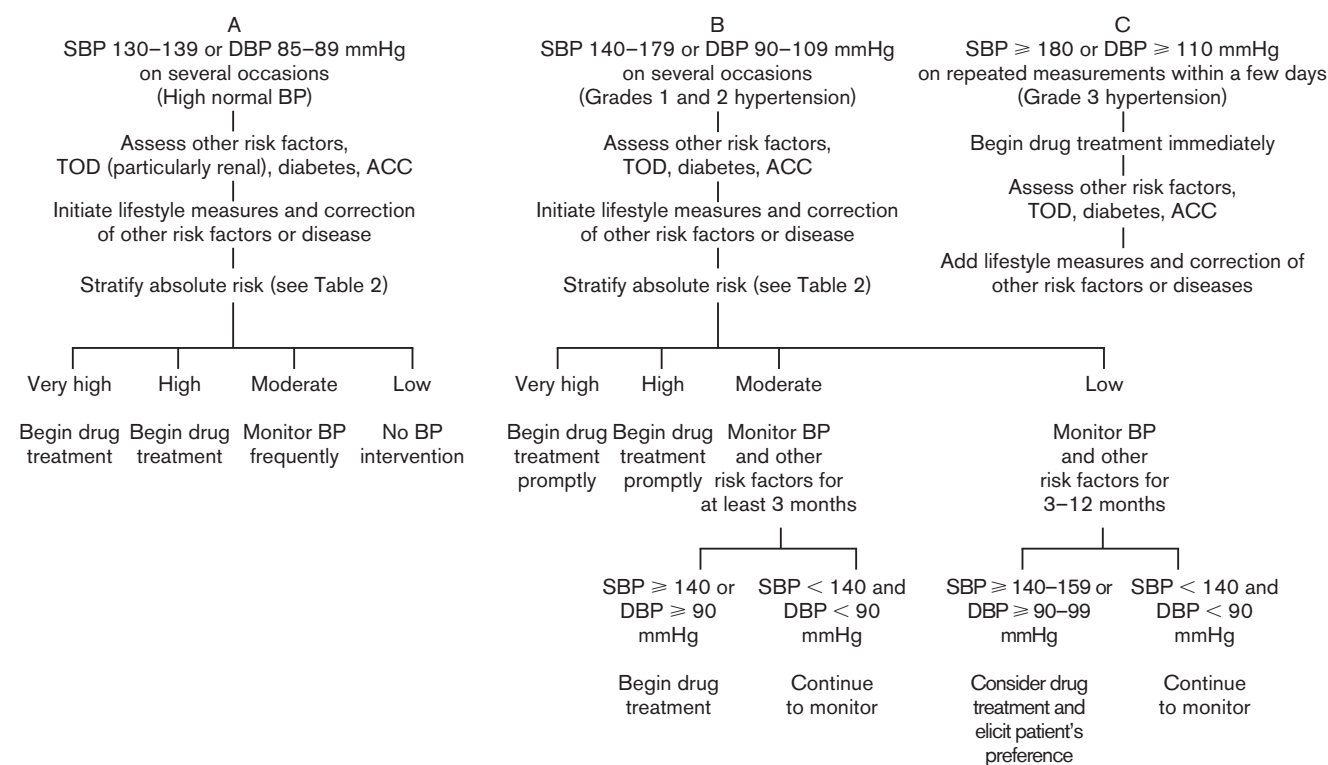 A
SBP 130–139 or DBP 85–89 mmHg
on several occasions
(High normal BP)
Assess other risk factors,
TOD (particularly renal), diabetes, ACC
Initiate lifestyle measures and correction
of other risk factors or disease
Stratify absolute risk (see Table 2)
Very high
Begin drug
treatment
High
Begin drug
treatment
Moderate
Monitor BP
frequently
Low
No BP
intervention
B
SBP 140–179 or DBP 90–109 mmHg
on several occasions
(Grades 1 and 2 hypertension)
Assess other risk factors,
TOD, diabetes, ACC
Initiate lifestyle measures and correction
of other risk factors or disease
Stratify absolute risk (see Table 2)
Very high
Begin drug
treatment
promptly
High
Begin drug
treatment
promptly
Moderate
Monitor BP
and other
risk factors for
at least 3 months
SBP ⩾ 140 or
DBP ⩾ 90
mmHg
Begin drug
treatment
SBP < 140 and
DBP < 90
mmHg
Continue
to monitor
Low
Monitor BP
and other
risk factors for
3–12 months
SBP ⩾ 140–159 or
DBP ⩾ 90–99
mmHg
Consider drug
treatment and
elicit patient's
preference
SBP < 140 and
DBP < 90
mmHg
Continue
to monitor
C
SBP ⩾ 180 or DBP ⩾ 110 mmHg
on repeated measurements within a few days
(Grade 3 hypertension)
Begin drug treatment immediately
Assess other risk factors,
TOD, diabetes, ACC
Add lifestyle measures and correction of
other risk factors or diseases